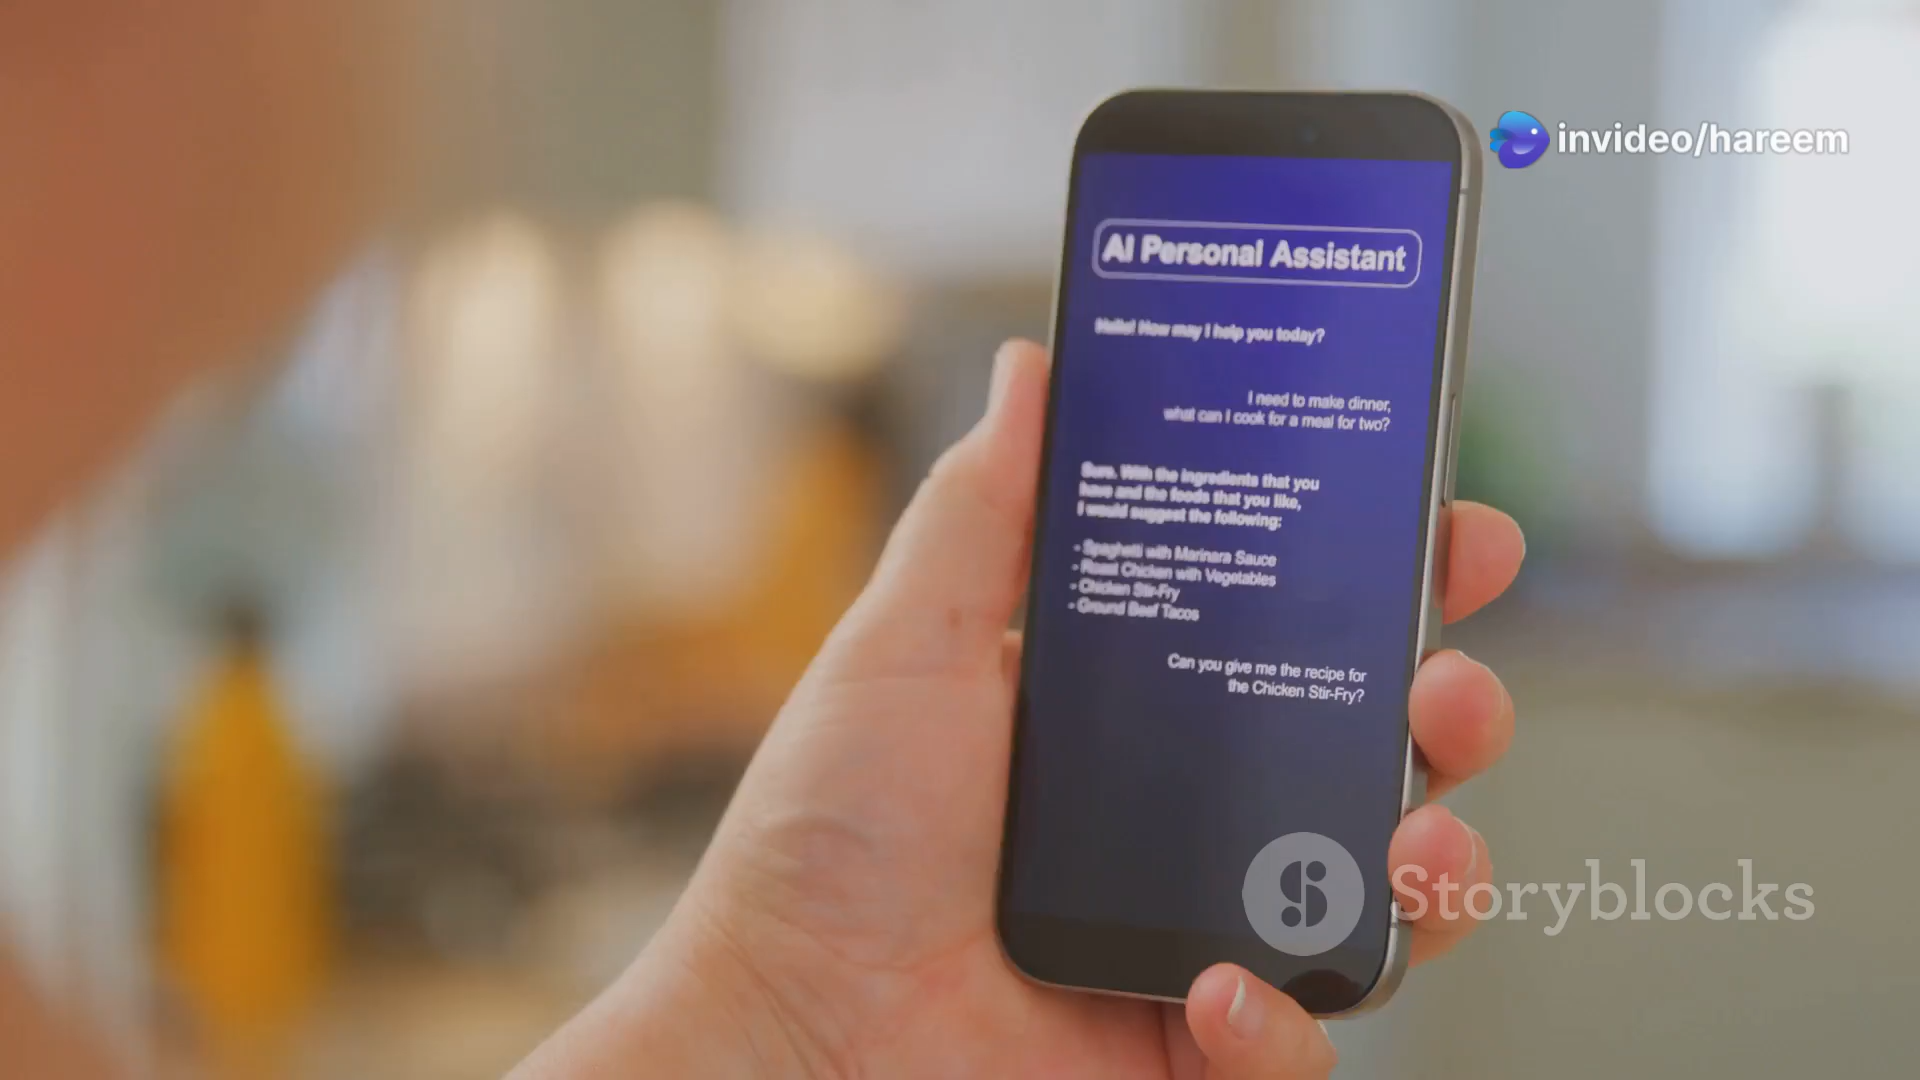 invideo/hareem
AI Personal Assistant
Hello! How may I help you today?
I need to make dinner,
what can I cook for a meal for two?
Sure. With the ingredients that you
have and the foods that you like,
I would suggest the following:
- Spaghetti with Marinara Sauce
- Roast Chicken with Vegetables
- Chicken Stir-Fry
- Ground Beef Tacos
Can you give me the recipe for
the Chicken Stir-Fry?
Storyblocks